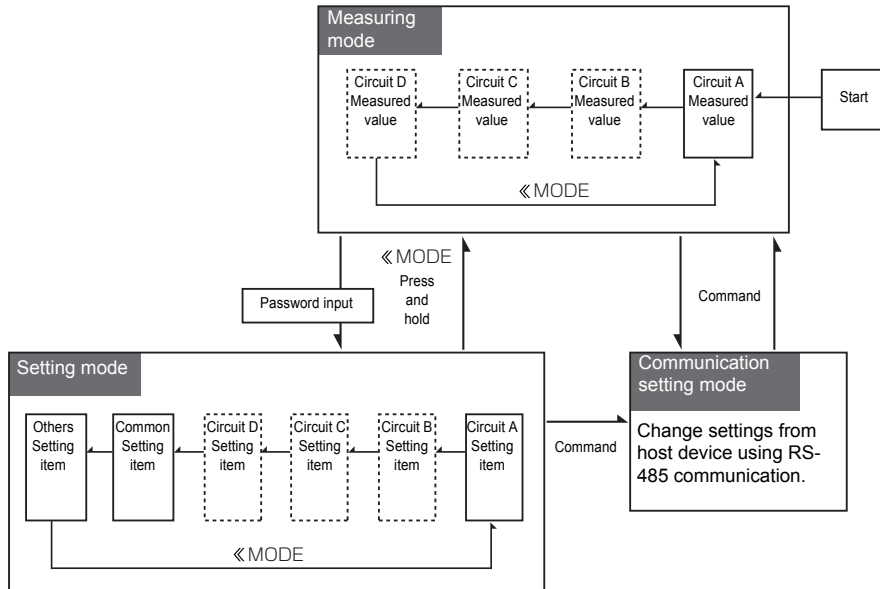 Measuring
mode
Circuit D
Measured
value
Circuit C
Measured
value
Circuit B
Measured
value
Circuit A
Measured
value
Start
≪MODE
≪MODE
Press
and
hold
Password input
Command
Setting mode
Others
Setting
item
Common
Setting
item
Circuit D
Setting
item
Circuit C
Setting
item
Circuit B
Setting
item
Circuit A
Setting
item
≪MODE
Command
Communication
setting mode
Change settings from
host device using RS-
485 communication.